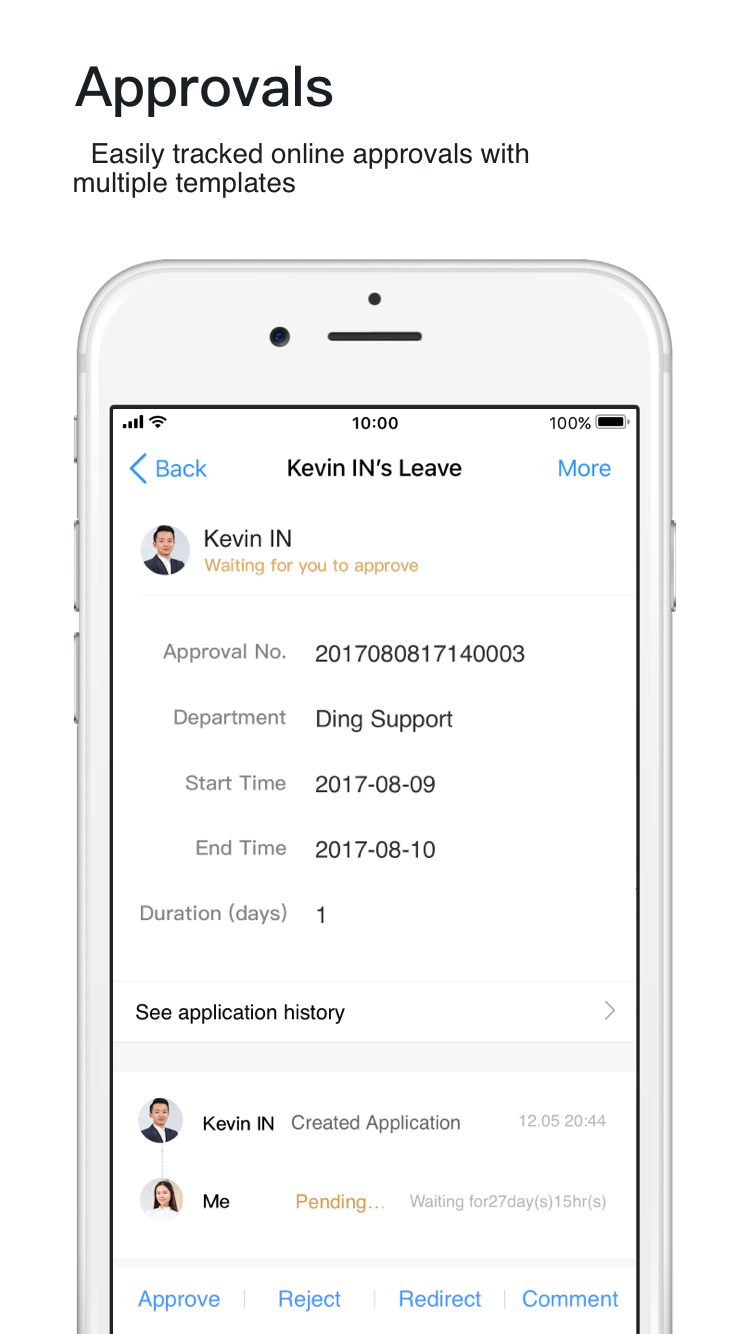 Approvals
Easily tracked online approvals with
multiple templates
10:00
100%
Back
Kevin IN’s Leave
More
Kevin IN
Waiting for you to approve
Approval No. 2017080817140003
Department Ding Support
Start Time 2017-08-09
End Time 2017-08-10
Duration (days) 1
See application history
Kevin IN Created Application 12.05 20:44
Me Pending... Waiting for27day(s)15hr(s)
Approve Reject Redirect Comment